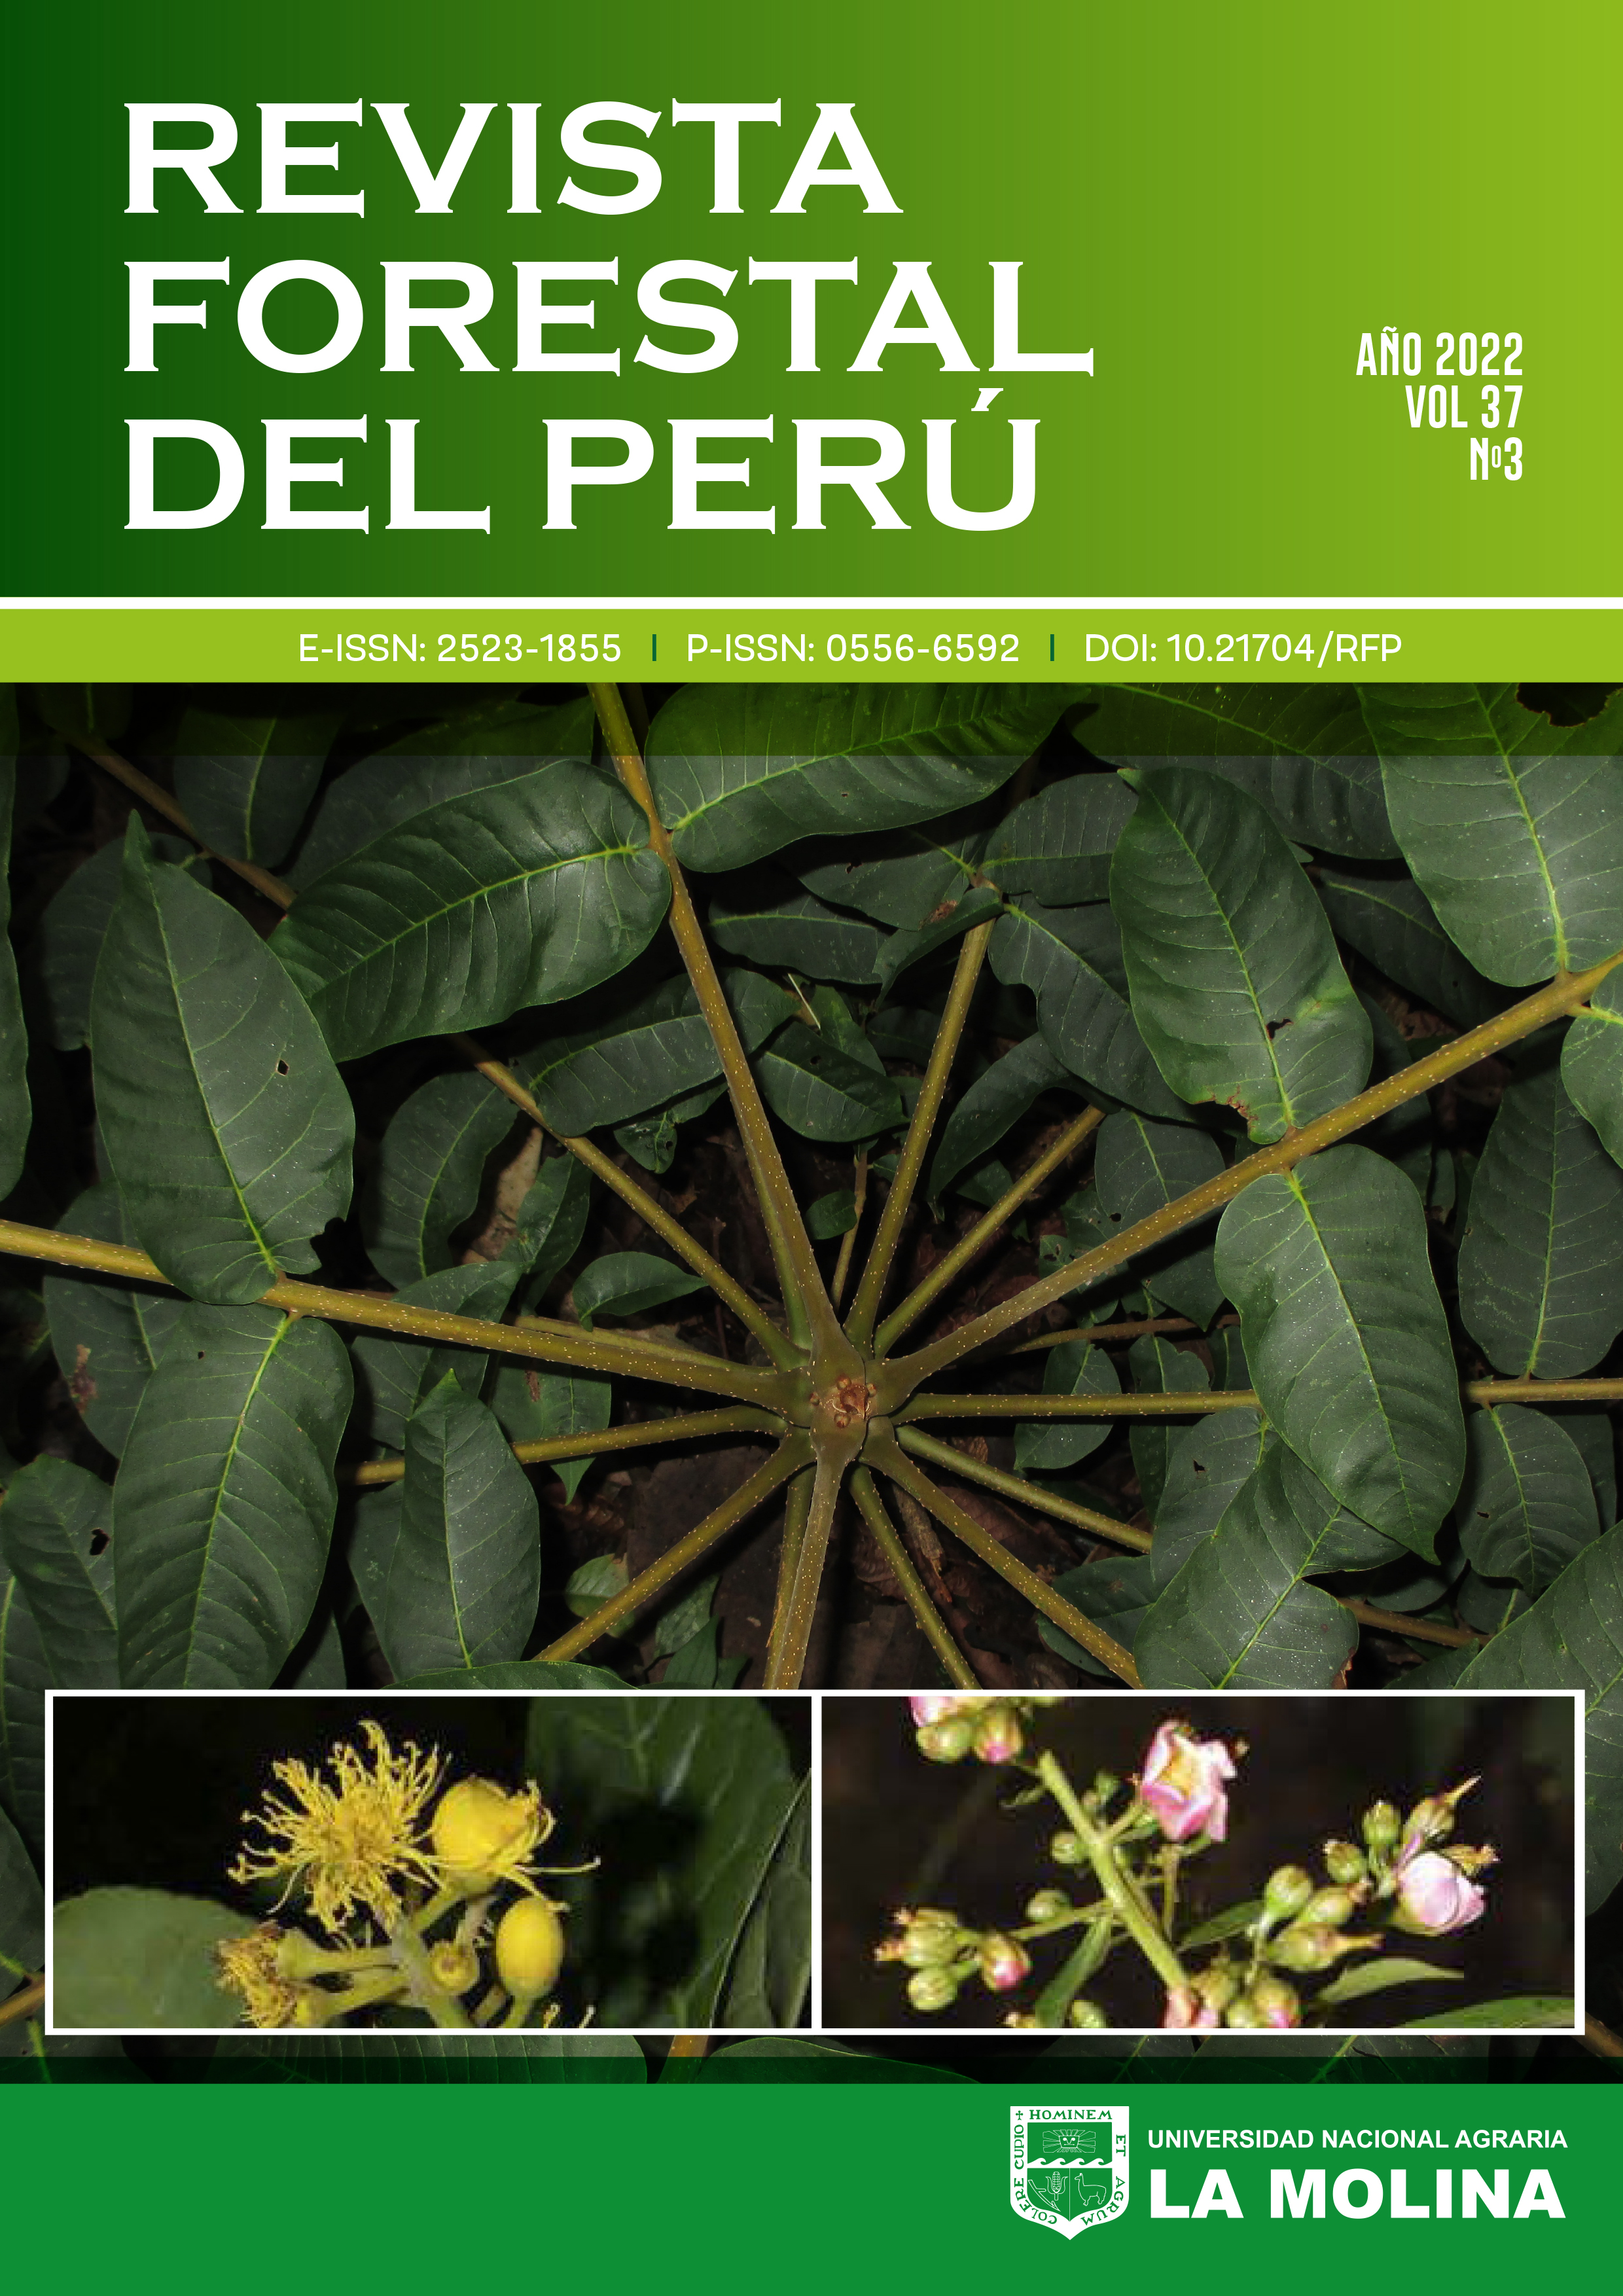 REVISTA
FORESTAL
DEL PERÚ
AÑO 2022
VOL 37
Nº3
E-ISSN: 2523-1855 | P-ISSN: 0556-6592 | DOI: 10.21704/RFP
COLERE CUPIO † HOMINEM ET AGRUM
UNIVERSIDAD NACIONAL AGRARIA
LA MOLINA